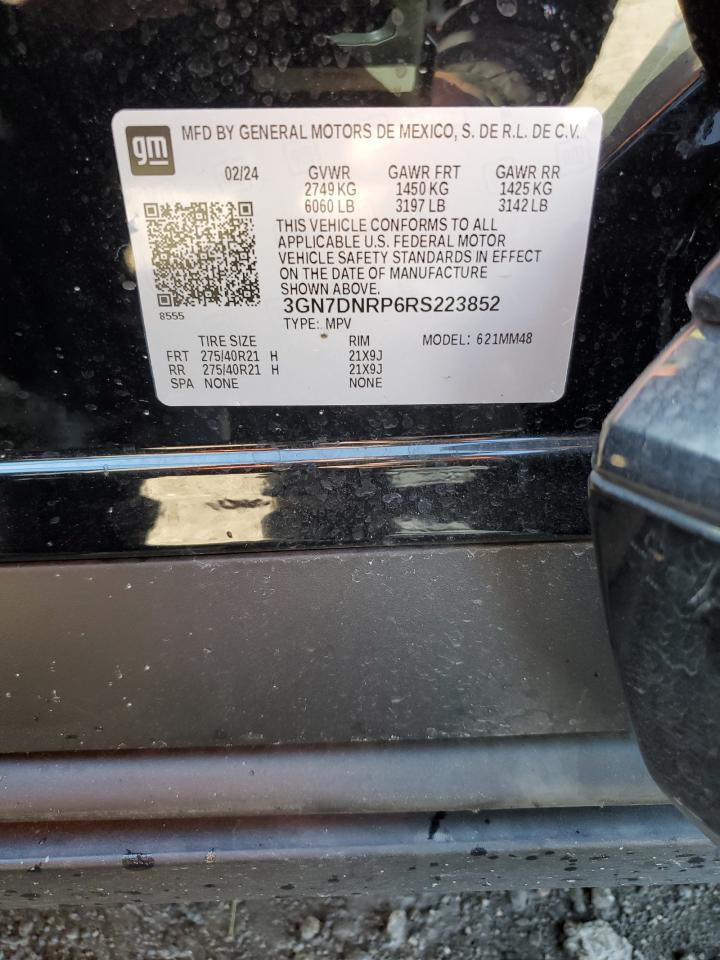 gm MFD BY GENERAL MOTORS DE MEXICO, S. DE R.L. DE C.V.
02/24 GVWR GAWR FRT GAWR RR
2749 KG 1450 KG 1425 KG
6060 LB 3197 LB 3142 LB
THIS VEHICLE CONFORMS TO ALL
APPLICABLE U.S. FEDERAL MOTOR
VEHICLE SAFETY STANDARDS IN EFFECT
ON THE DATE OF MANUFACTURE
SHOWN ABOVE.
8555
3GN7DNRP6RS223852
TYPE: MPV
TIRE SIZE RIM MODEL: 621MM48
FRT 275/40R21 H 21X9J
RR 275/40R21 H 21X9J
SPA NONE NONE